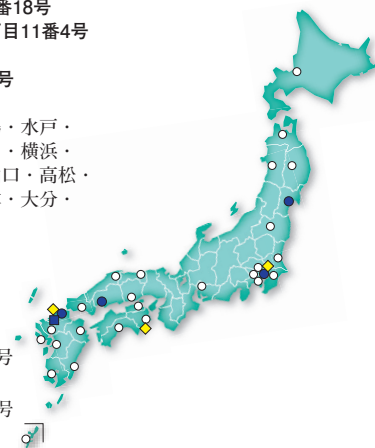 番18号
目11番4号
号
・水戸・
・横浜・
口・高松・
・大分・
号
号